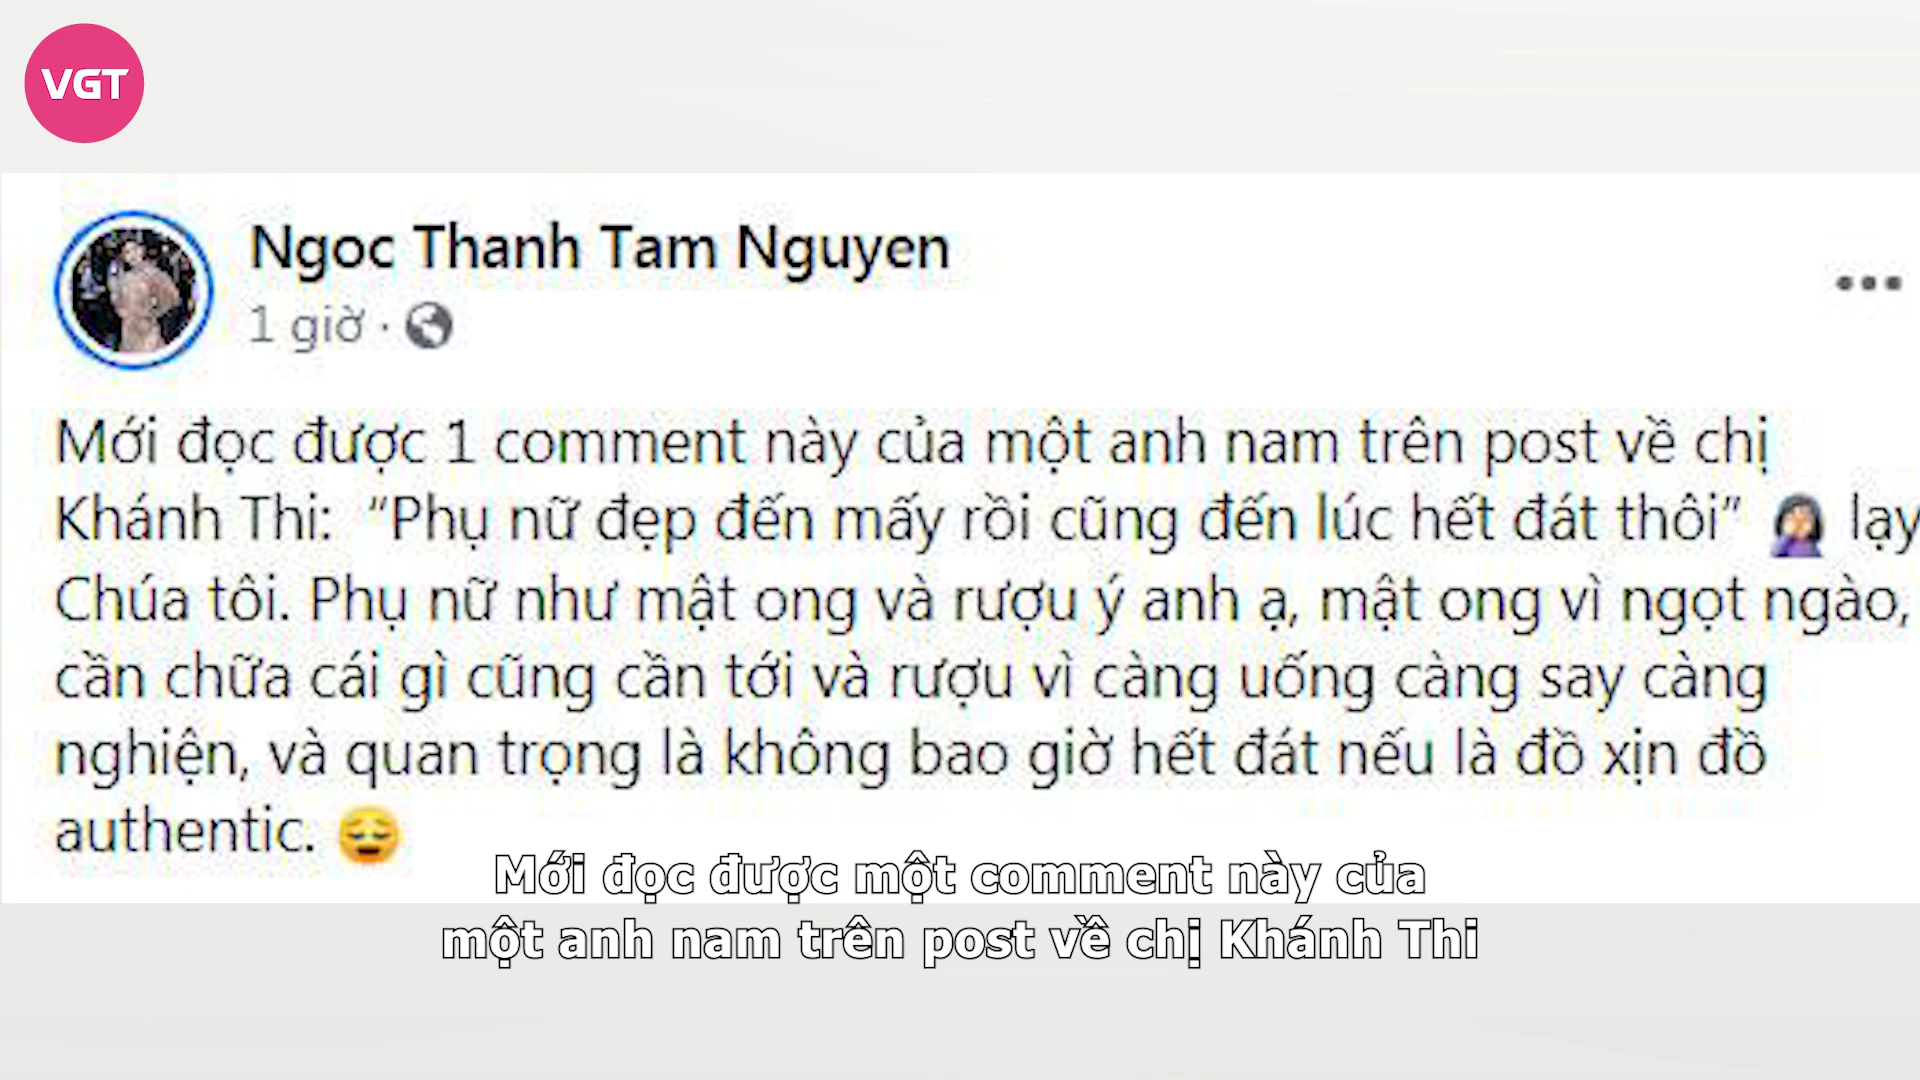 VGT
Ngoc Thanh Tam Nguyen
1 giờ ·
Mới đọc được 1 comment này của một anh nam trên post về chị
Khánh Thi: “Phụ nữ đẹp đến mấy rồi cũng đến lúc hết đát thôi” 🤦🏻‍♀️ lạy
Chúa tôi. Phụ nữ như mật ong và rượu ý anh ạ, mật ong vì ngọt ngào,
cần chữa cái gì cũng cần tới và rượu vì càng uống càng say càng
nghiện, và quan trọng là không bao giờ hết đát nếu là đồ xịn đồ
authentic. 😌
Mới đọc được một comment này của
một anh nam trên post về chị Khánh Thi